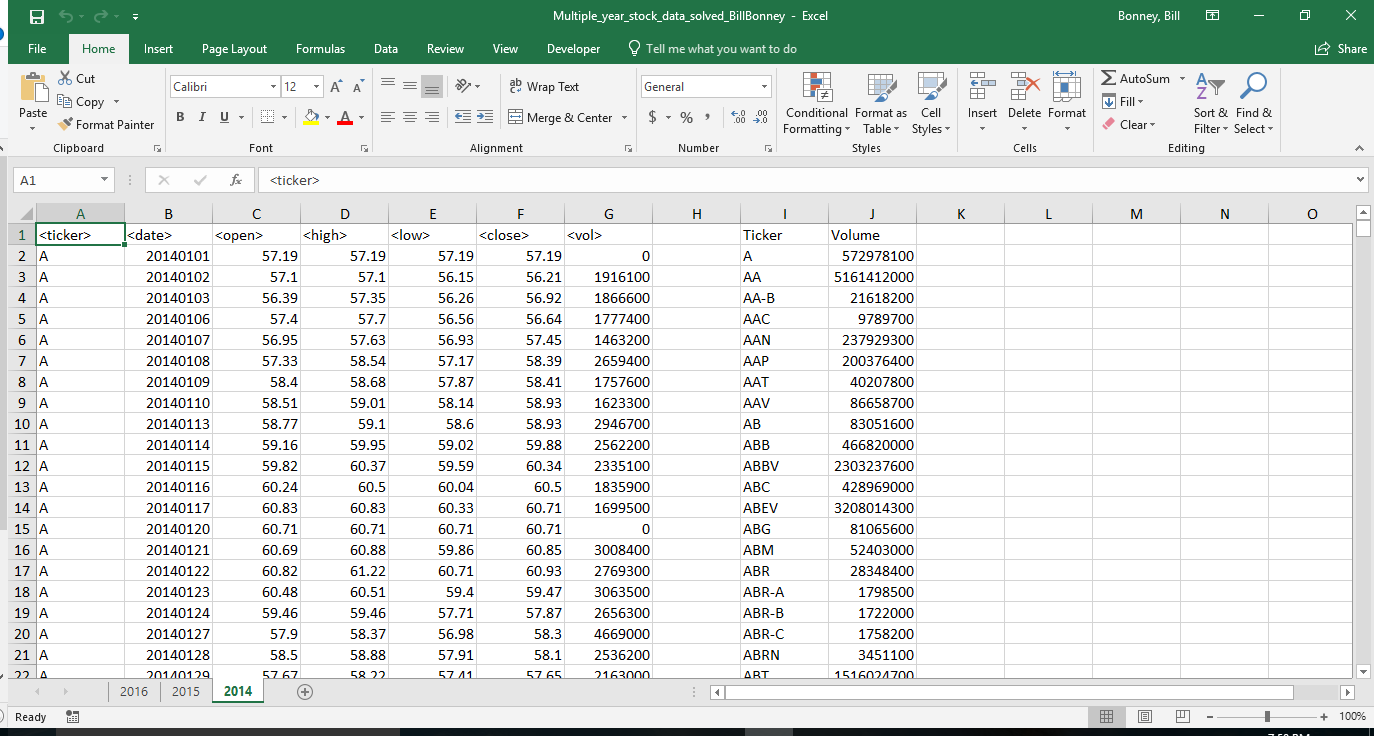 Multiple_year_stock_data_solved_BillBonney - Excel Bonney, Bill
File Home Insert Page Layout Formulas Data Review View Developer Tell me what you want to do Share
Paste Cut Copy Format Painter Calibri 12 B I U Wrap Text Merge & Center General $ % Conditional Formatting Format as Table Cell Styles Insert Delete Format AutoSum Fill Clear Sort & Filter Find & Select
Clipboard Font Alignment Number Styles Cells Editing
A1 fx <ticker>
A B C D E F G H I J K L M N O
1 <ticker> <date> <open> <high> <low> <close> <vol> Ticker Volume
2 A 20140101 57.19 57.19 57.19 57.19 0 A 572978100
3 A 20140102 57.1 57.1 56.15 56.21 1916100 AA 5161412000
4 A 20140103 56.39 57.35 56.26 56.92 1866600 AA-B 21618200
5 A 20140106 57.4 57.7 56.56 56.64 1777400 AAC 9789700
6 A 20140107 56.95 57.63 56.93 57.45 1463200 AAN 237929300
7 A 20140108 57.33 58.54 57.17 58.39 2659400 AAP 200376400
8 A 20140109 58.4 58.68 57.87 58.41 1757600 AAT 40207800
9 A 20140110 58.51 59.01 58.14 58.93 1623300 AAV 86658700
10 A 20140113 58.77 59.1 58.6 58.93 2946700 AB 83051600
11 A 20140114 59.16 59.95 59.02 59.88 2562200 ABB 466820000
12 A 20140115 59.82 60.37 59.59 60.34 2335100 ABBV 2303237600
13 A 20140116 60.24 60.5 60.04 60.5 1835900 ABC 428969000
14 A 20140117 60.83 60.83 60.33 60.71 1699500 ABEV 3208014300
15 A 20140120 60.71 60.71 60.71 60.71 0 ABG 81065600
16 A 20140121 60.69 60.88 59.86 60.85 3008400 ABM 52403000
17 A 20140122 60.82 61.22 60.71 60.93 2769300 ABR 28348400
18 A 20140123 60.48 60.51 59.4 59.47 3063500 ABR-A 1798500
19 A 20140124 59.46 59.46 57.71 57.87 2656300 ABR-B 1722000
20 A 20140127 57.9 58.37 56.98 58.3 4669000 ABR-C 1758200
21 A 20140128 58.5 58.88 57.91 58.1 2536200 ABRN 3451100
22 A 20140129 57.67 58.22 57.41 57.65 2163000 ABT 1516024700
2016 2015 2014
Ready 100%